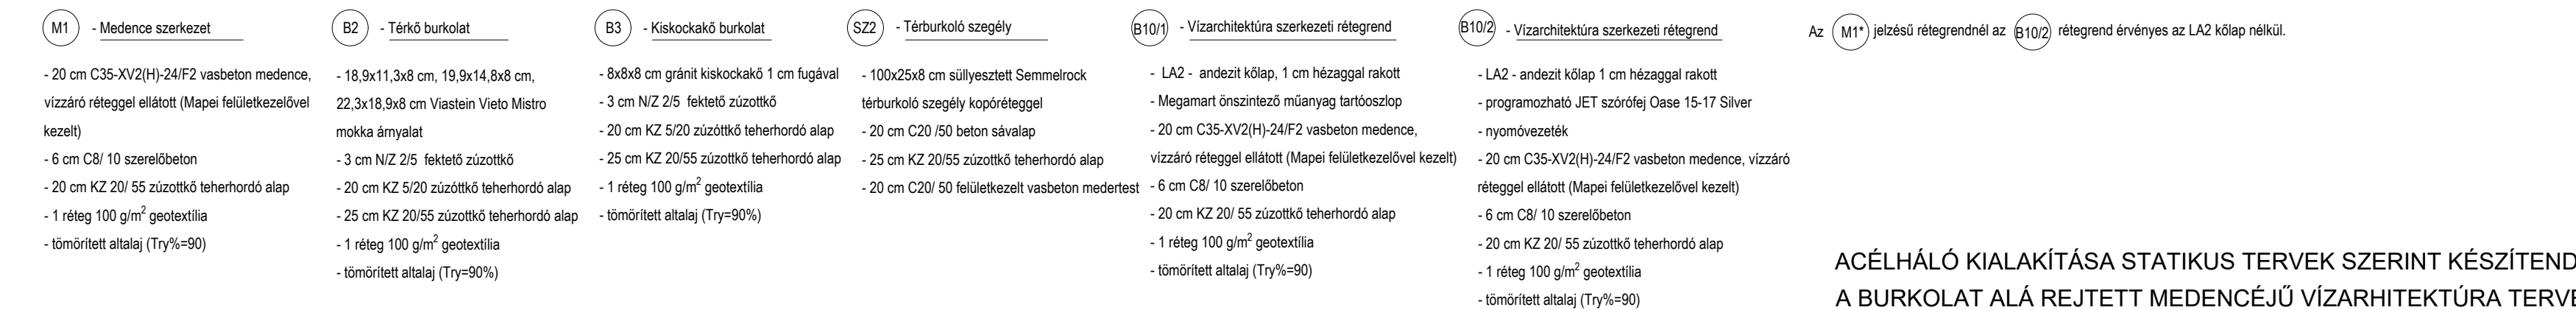 M1 - Medence szerkezet
- 20 cm C35-XV2(H)-24/F2 vasbeton medence,
vízzáró réteggel ellátott (Mapei felületkezelővel
kezelt)
- 6 cm C8/ 10 szerelőbeton
- 20 cm KZ 20/ 55 zúzottkő teherhordó alap
- 1 réteg 100 g/m² geotextília
- tömörített altalaj (Try%=90)
B2 - Térkő burkolat
- 18,9x11,3x8 cm, 19,9x14,8x8 cm,
22,3x18,9x8 cm Viastein Vieto Mistro
mokka árnyalat
- 3 cm N/Z 2/5 fektető zúzottkő
- 20 cm KZ 5/20 zúzóttkő teherhordó alap
- 25 cm KZ 20/55 zúzottkő teherhordó alap
- 1 réteg 100 g/m² geotextília
- tömörített altalaj (Try=90%)
B3 - Kiskockakő burkolat
- 8x8x8 cm gránit kiskockakő 1 cm fugával
- 3 cm N/Z 2/5 fektető zúzottkő
- 20 cm KZ 5/20 zúzóttkő teherhordó alap
- 25 cm KZ 20/55 zúzottkő teherhordó alap
- 1 réteg 100 g/m² geotextília
- tömörített altalaj (Try=90%)
SZ2 - Térburkoló szegély
- 100x25x8 cm süllyesztett Semmelrock
térburkoló szegély kopóréteggel
- 20 cm C20 /50 beton sávalap
- 25 cm KZ 20/55 zúzottkő teherhordó alap
- 20 cm C20/ 50 felületkezelt vasbeton medertest
B10/1 - Vízarchitektúra szerkezeti rétegrend
- LA2 - andezit kőlap, 1 cm hézaggal rakott
- Megamart önszintező műanyag tartóoszlop
- 20 cm C35-XV2(H)-24/F2 vasbeton medence,
vízzáró réteggel ellátott (Mapei felületkezelővel kezelt)
- 6 cm C8/ 10 szerelőbeton
- 20 cm KZ 20/ 55 zúzottkő teherhordó alap
- 1 réteg 100 g/m² geotextília
- tömörített altalaj (Try%=90)
B10/2 - Vízarchitektúra szerkezeti rétegrend
- LA2 - andezit kőlap 1 cm hézaggal rakott
- programozható JET szórófej Oase 15-17 Silver
- nyomóvezeték
- 20 cm C35-XV2(H)-24/F2 vasbeton medence, vízzáró
réteggel ellátott (Mapei felületkezelővel kezelt)
- 6 cm C8/ 10 szerelőbeton
- 20 cm KZ 20/ 55 zúzottkő teherhordó alap
- 1 réteg 100 g/m² geotextília
- tömörített altalaj (Try%=90)
Az M1* jelzésű rétegrendnél az B10/2 rétegrend érvényes az LA2 kőlap nélkül.
ACÉLHÁLÓ KIALAKÍTÁSA STATIKUS TERVEK SZERINT KÉSZÍTEND
A BURKOLAT ALÁ REJTETT MEDENCÉJŰ VÍZARHITEKTÚRA TERVE